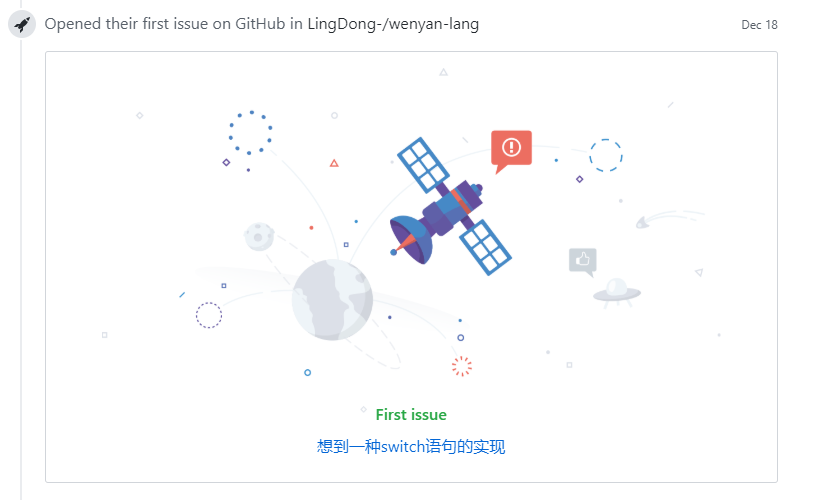 Opened their first issue on GitHub in LingDong-/wenyan-lang
Dec 18
First issue
想到一种switch语句的实现